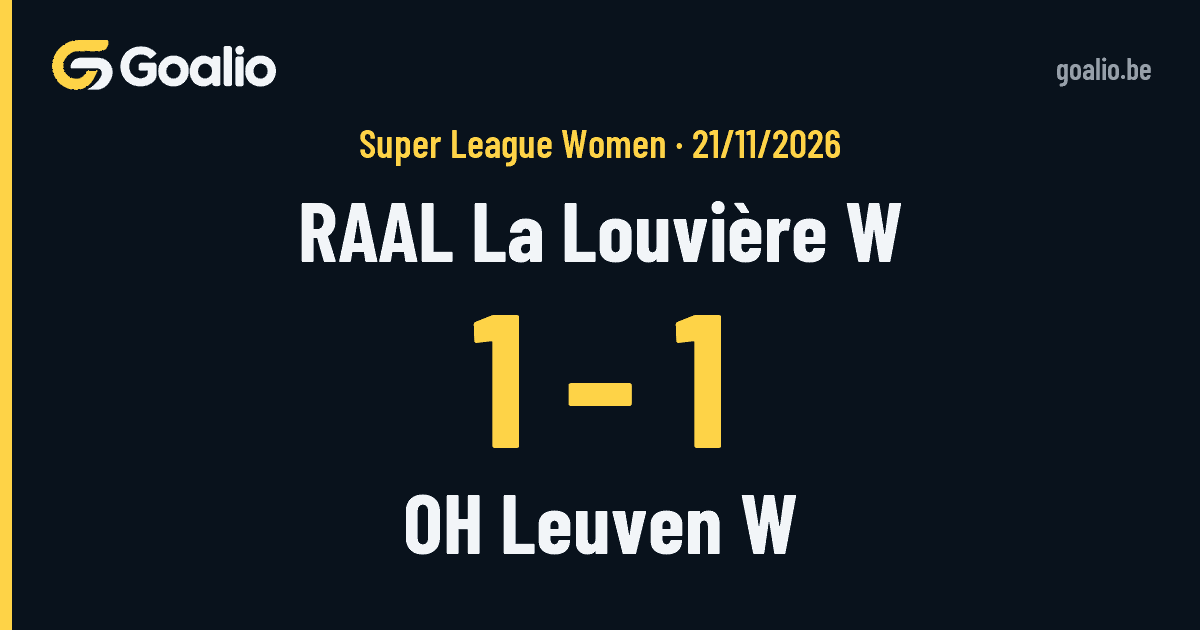 Goalio
goalio.be
Super League Women · 21/11/2026
RAAL La Louvière W
1 – 1
OH Leuven W